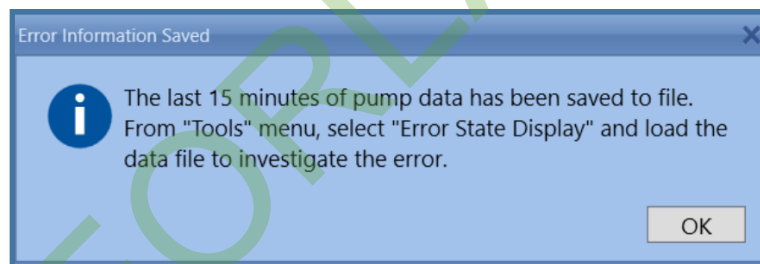 Error Information Saved
The last 15 minutes of pump data has been saved to file.
From "Tools" menu, select "Error State Display" and load the
data file to investigate the error.
OK